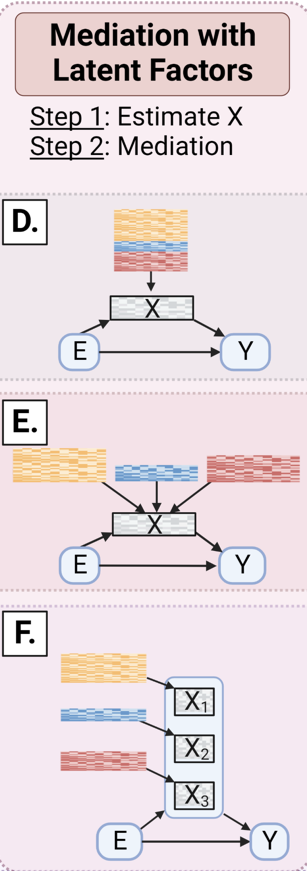 Mediation with
Latent Factors
Step 1: Estimate X
Step 2: Mediation
D.
X
E Y
E.
X
E Y
F.
X1
X2
X3
E Y